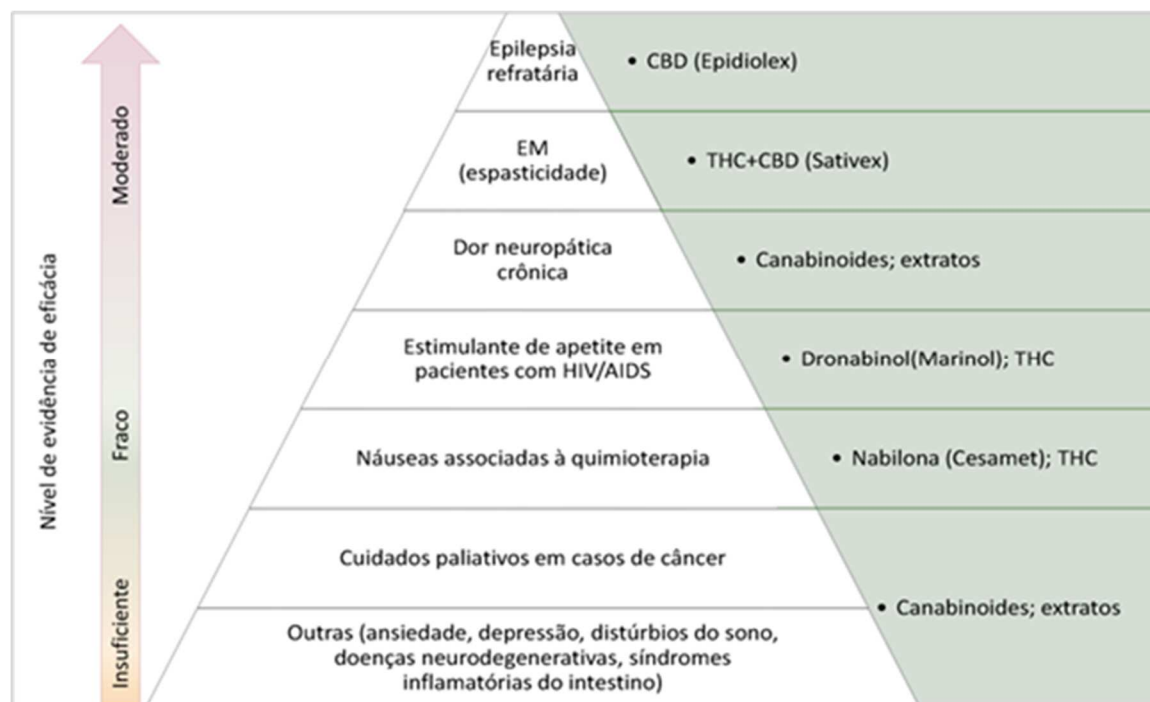 Nível de evidência de eficácia
Moderado
Fraco
Insuficiente
Epilepsia
refratária
• CBD (Epidiolex)
EM
(espasticidade)
• THC+CBD (Sativex)
Dor neuropática
crônica
• Canabinoides; extratos
Estimulante de apetite em
pacientes com HIV/AIDS
• Dronabinol(Marinol); THC
Náuseas associadas à quimioterapia
• Nabilona (Cesamet); THC
Cuidados paliativos em casos de câncer
Outras (ansiedade, depressão, distúrbios do sono,
doenças neurodegenerativas, síndromes
inflamatórias do intestino)
• Canabinoides; extratos